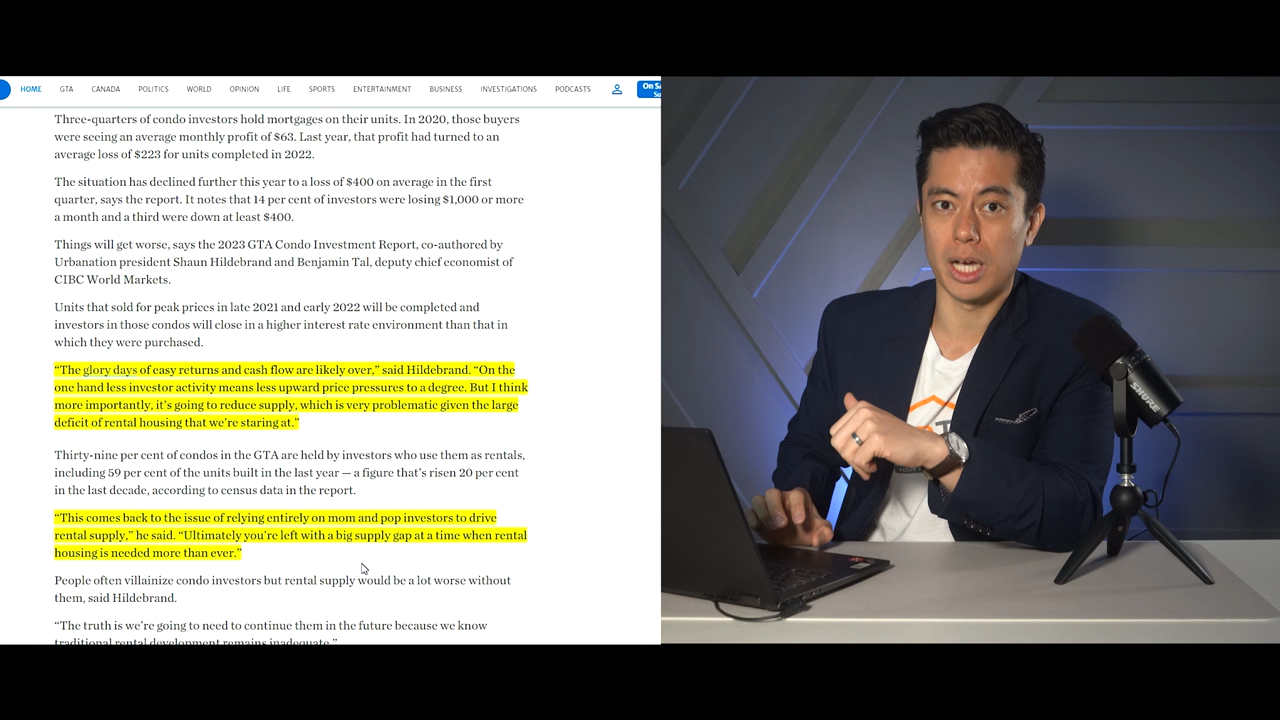 HOME GTA CANADA POLITICS WORLD OPINION LIFE SPORTS ENTERTAINMENT BUSINESS INVESTIGATIONS PODCASTS On
Three-quarters of condo investors hold mortgages on their units. In 2020, those buyers
were seeing an average monthly profit of $63. Last year, that profit had turned to an
average loss of $223 for units completed in 2022.
The situation has declined further this year to a loss of $400 on average in the first
quarter, says the report. It notes that 14 per cent of investors were losing $1,000 or more
a month and a third were down at least $400.
Things will get worse, says the 2023 GTA Condo Investment Report, co-authored by
Urbanation president Shaun Hildebrand and Benjamin Tal, deputy chief economist of
CIBC World Markets.
Units that sold for peak prices in late 2021 and early 2022 will be completed and
investors in those condos will close in a higher interest rate environment than that in
which they were purchased.
“The glory days of easy returns and cash flow are likely over,” said Hildebrand. “On the
one hand less investor activity means less upward price pressures to a degree. But I think
more importantly, it’s going to reduce supply, which is very problematic given the large
deficit of rental housing that we’re staring at.”
Thirty-nine per cent of condos in the GTA are held by investors who use them as rentals,
including 59 per cent of the units built in the last year — a figure that’s risen 20 per cent
in the last decade, according to census data in the report.
“This comes back to the issue of relying entirely on mom and pop investors to drive
rental supply,” he said. “Ultimately you’re left with a big supply gap at a time when rental
housing is needed more than ever.”
People often villainize condo investors but rental supply would be a lot worse without
them, said Hildebrand.
“The truth is we’re going to need to continue them in the future because we know
traditional rental development remains inadequate.”
SHURE